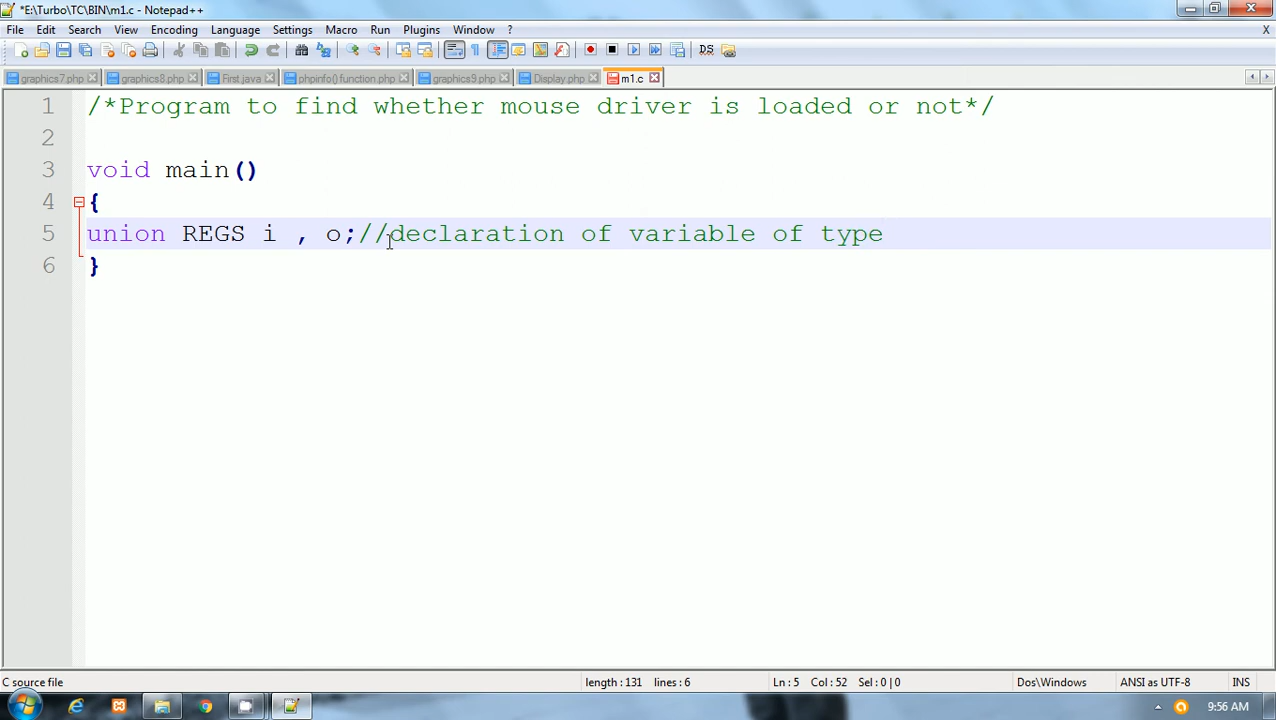 *E:\Turbo\TC\BIN\m1.c - Notepad++
File Edit Search View Encoding Language Settings Macro Run Plugins Window ? X
graphics7.php graphics8.php First.java phpinfo() function.php graphics9.php Display.php m1.c
1 /*Program to find whether mouse driver is loaded or not*/
2
3 void main()
4 {
5 union REGS i , o;//declaration of variable of type
6 }
C source file length : 131 lines : 6 Ln : 5 Col : 52 Sel : 0 | 0 Dos\Windows ANSI as UTF-8 INS
9:56 AM